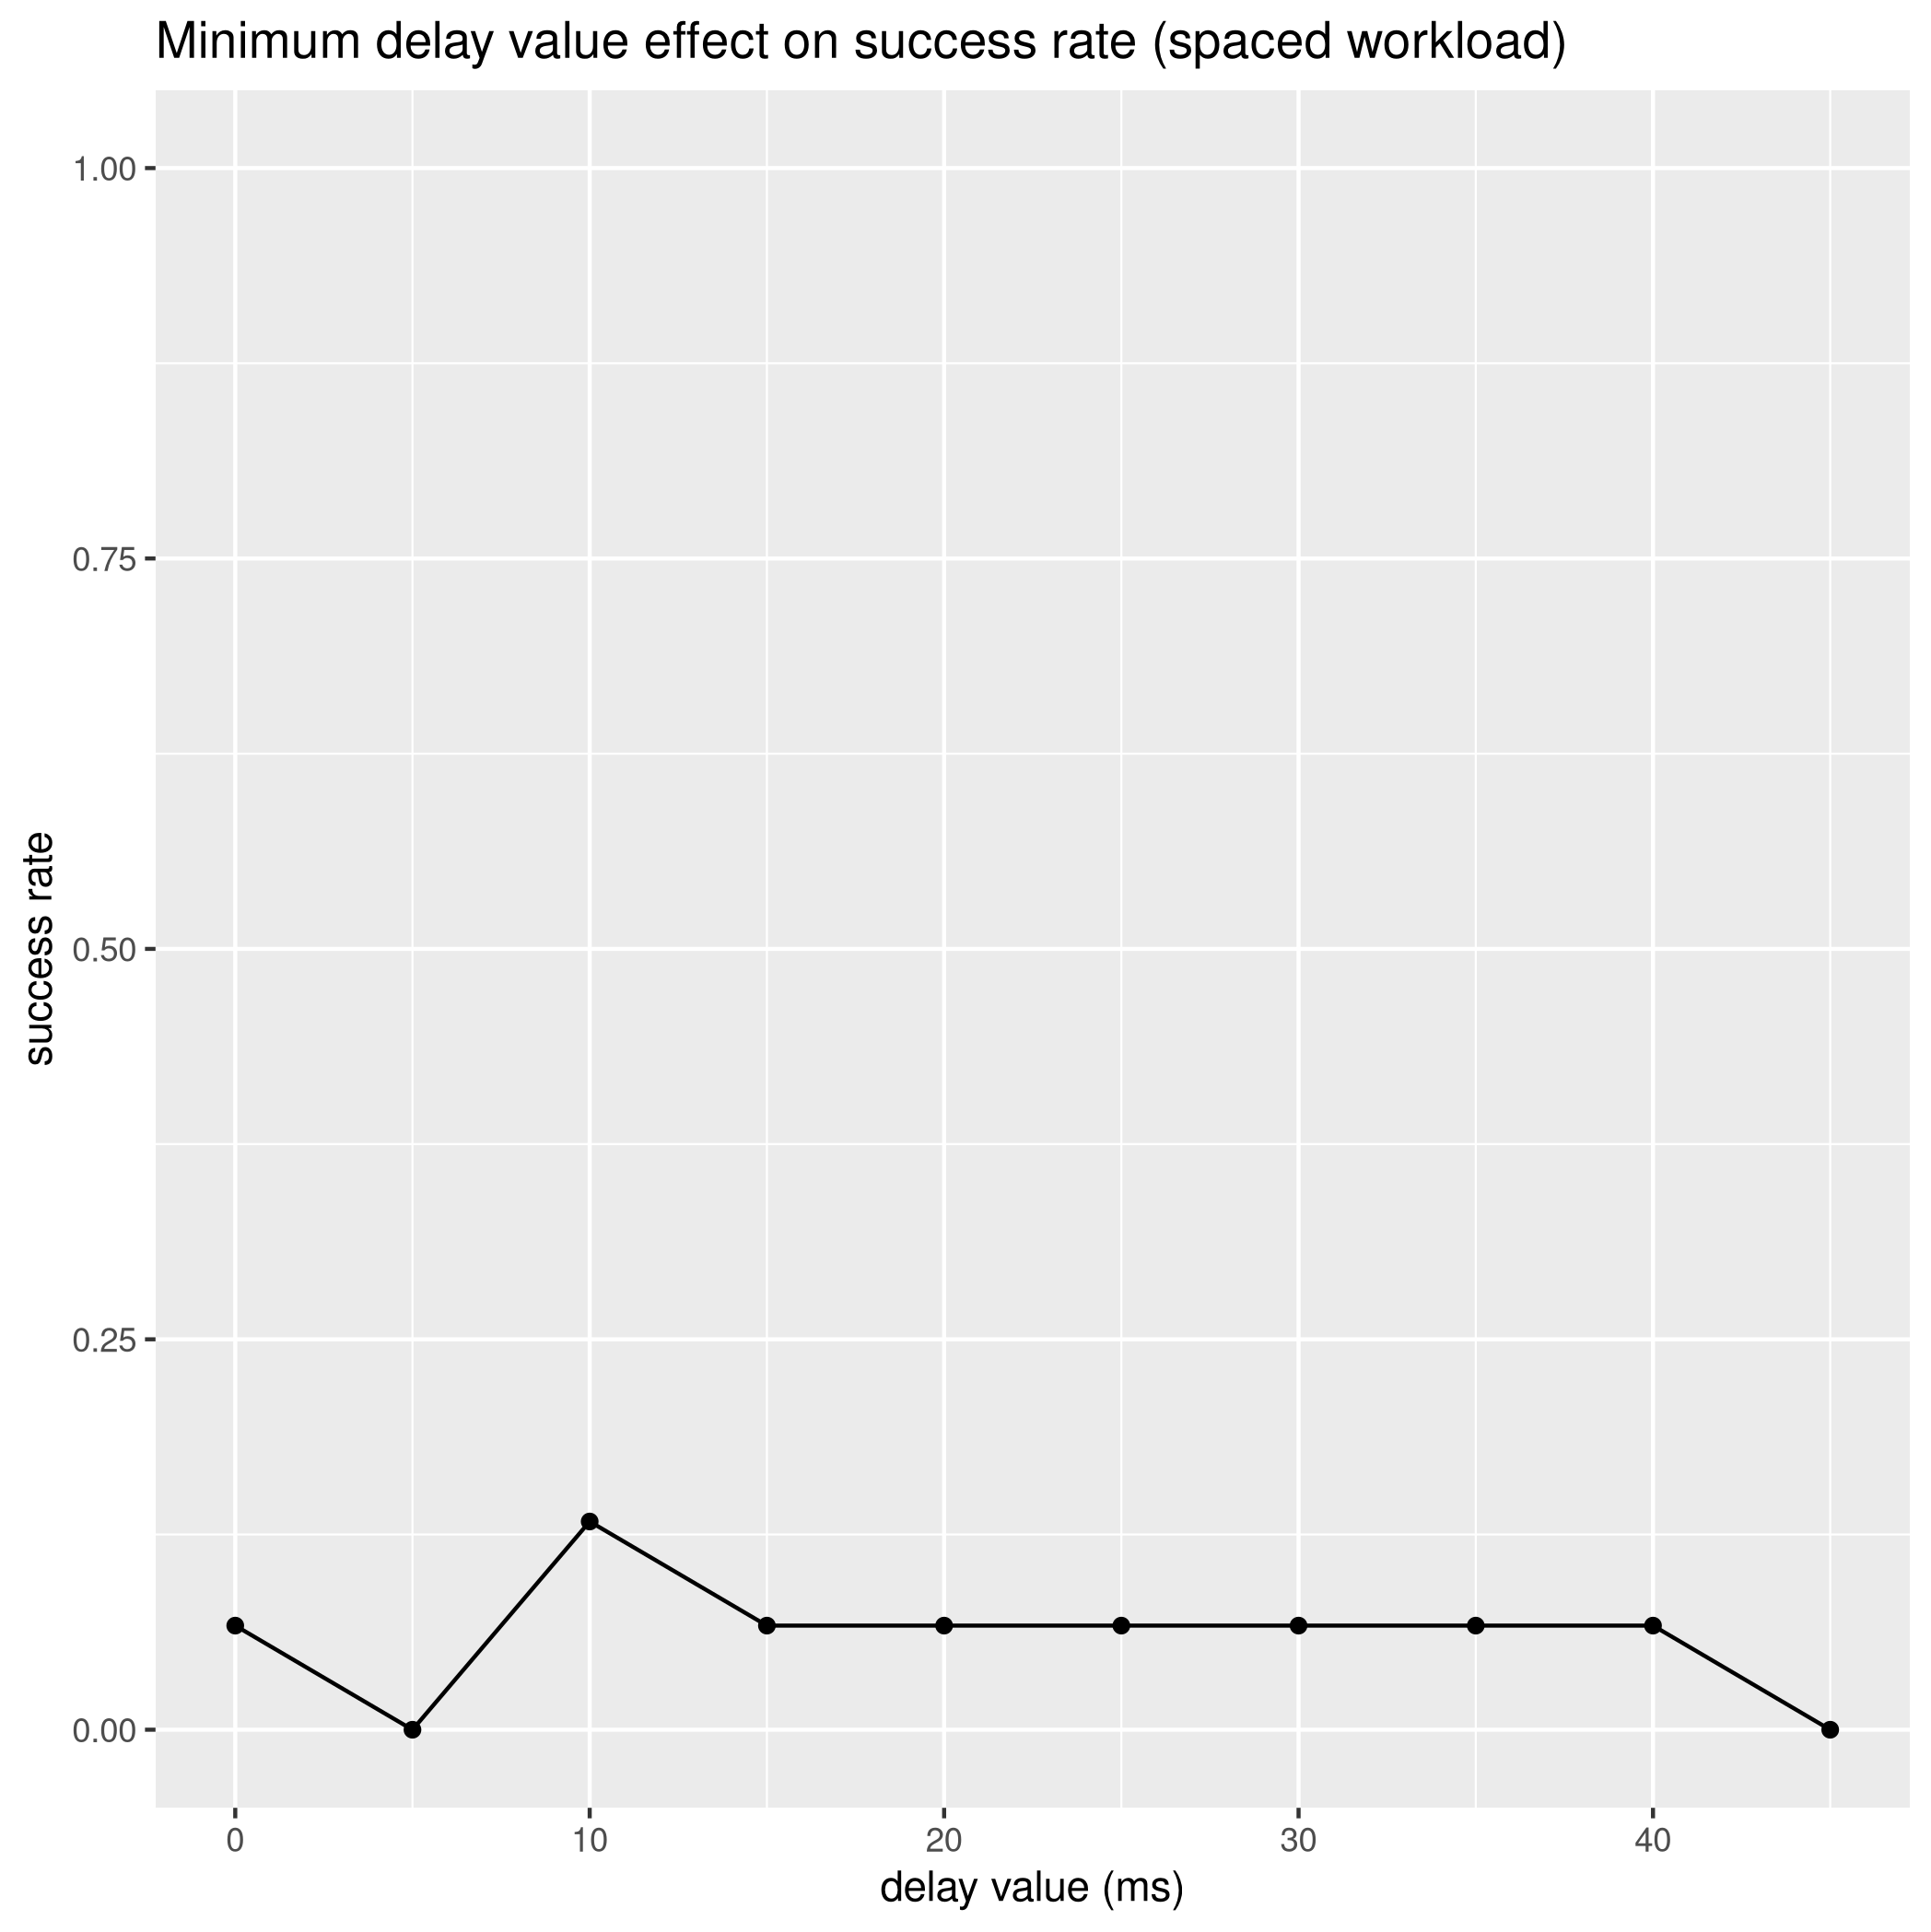 Minimum delay value effect on success rate (spaced workload)
1.00
0.75
0.50
0.25
0.00
success rate
0 10 20 30 40
delay value (ms)